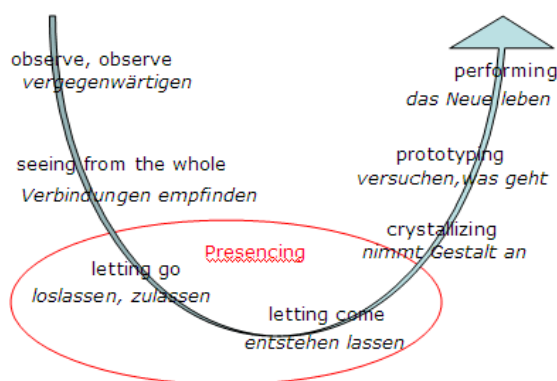 observe, observe
vergegenwärtigen
seeing from the whole
Verbindungen empfinden
letting go
loslassen, zulassen
Presencing
letting come
entstehen lassen
crystallizing
nimmt Gestalt an
prototyping
versuchen,was geht
performing
das Neue leben